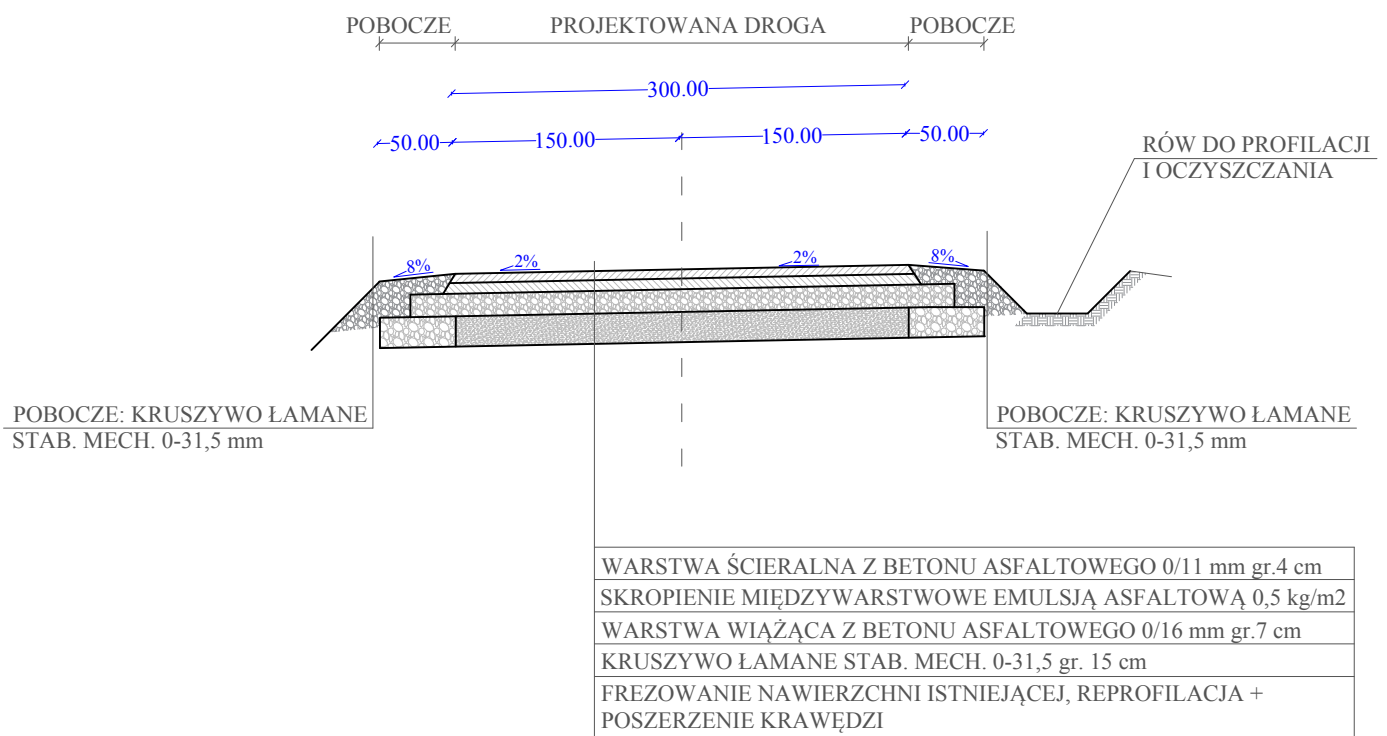 POBOCZE PROJEKTOWANA DROGA POBOCZE
300.00
50.00 150.00 150.00 50.00
RÓW DO PROFILACJI
I OCZYSZCZANIA
8% 2% 2% 8%
POBOCZE: KRUSZYWO ŁAMANE
STAB. MECH. 0-31,5 mm
POBOCZE: KRUSZYWO ŁAMANE
STAB. MECH. 0-31,5 mm
WARSTWA ŚCIERALNA Z BETONU ASFALTOWEGO 0/11 mm gr.4 cm
SKROPIENIE MIĘDZYWARSTWOWE EMULSJĄ ASFALTOWĄ 0,5 kg/m2
WARSTWA WIĄŻĄCA Z BETONU ASFALTOWEGO 0/16 mm gr.7 cm
KRUSZYWO ŁAMANE STAB. MECH. 0-31,5 gr. 15 cm
FREZOWANIE NAWIERZCHNI ISTNIEJĄCEJ, REPROFILACJA +
POSZERZENIE KRAWĘDZI